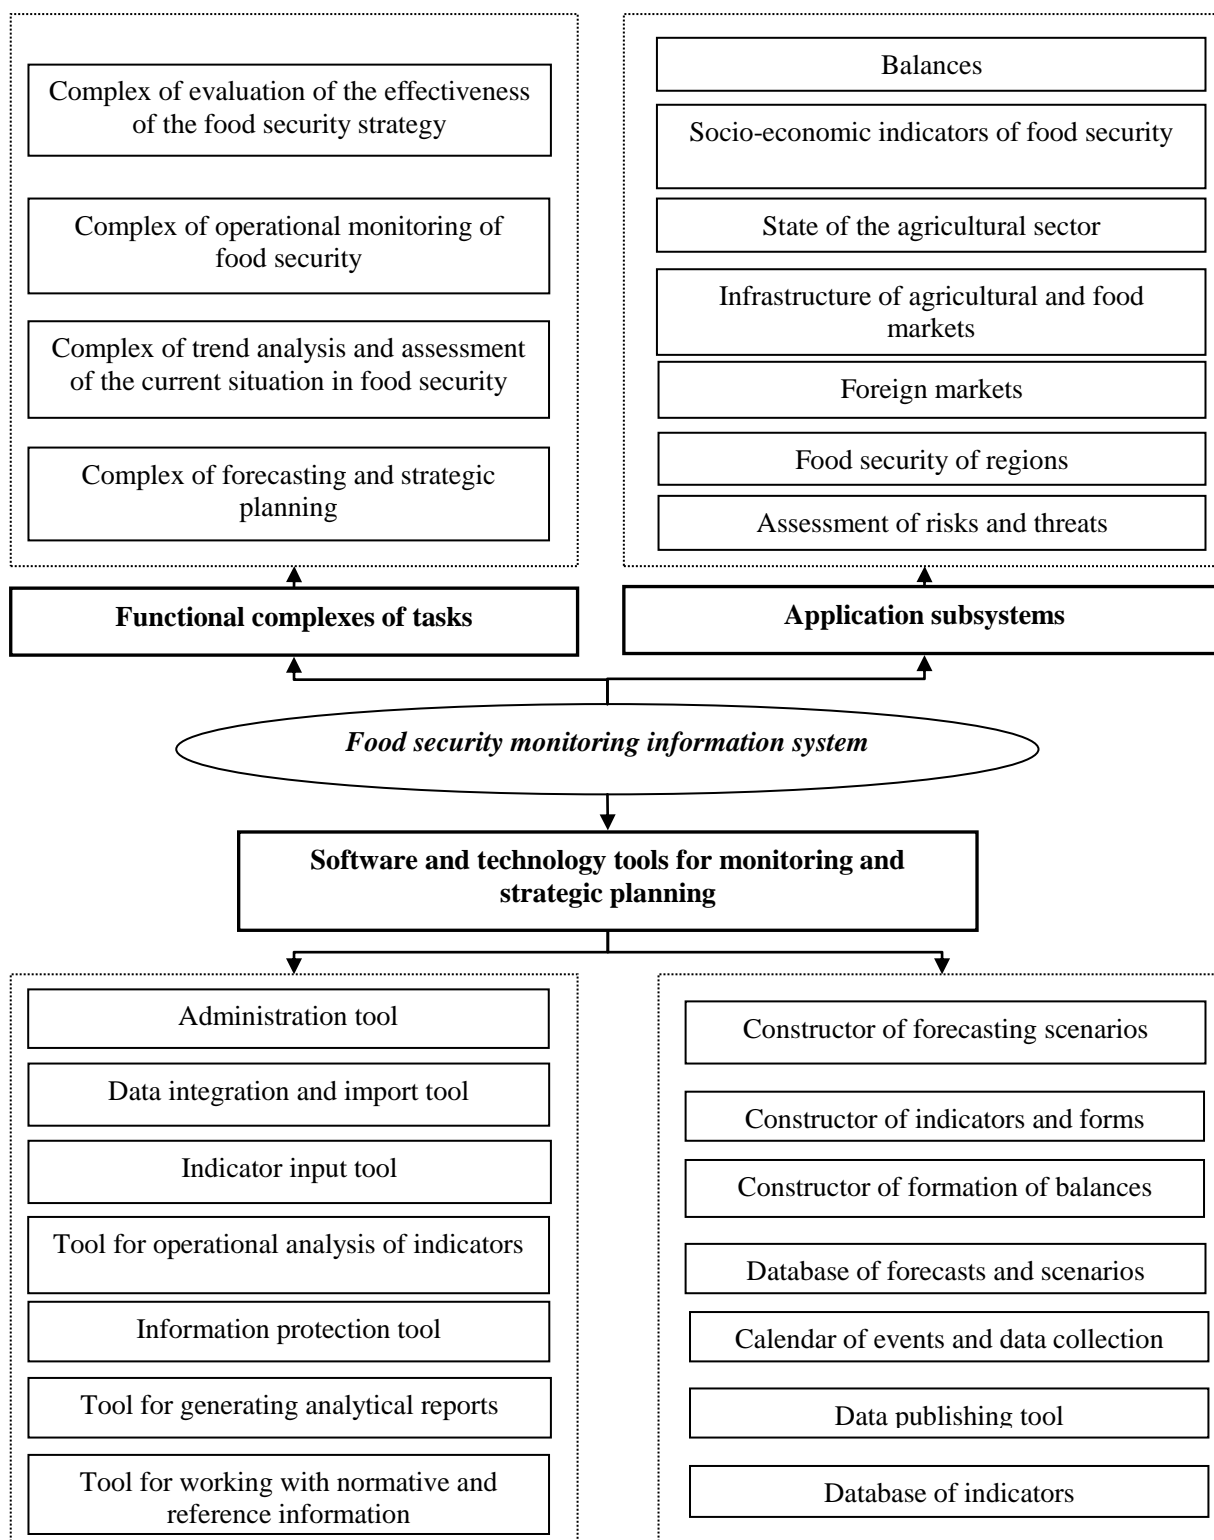 Complex of evaluation of the effectiveness
of the food security strategy
Complex of operational monitoring of
food security
Complex of trend analysis and assessment
of the current situation in food security
Complex of forecasting and strategic
planning
Functional complexes of tasks
Balances
Socio-economic indicators of food security
State of the agricultural sector
Infrastructure of agricultural and food
markets
Foreign markets
Food security of regions
Assessment of risks and threats
Application subsystems
Food security monitoring information system
Software and technology tools for monitoring and
strategic planning
Administration tool
Data integration and import tool
Indicator input tool
Tool for operational analysis of indicators
Information protection tool
Tool for generating analytical reports
Tool for working with normative and
reference information
Constructor of forecasting scenarios
Constructor of indicators and forms
Constructor of formation of balances
Database of forecasts and scenarios
Calendar of events and data collection
Data publishing tool
Database of indicators